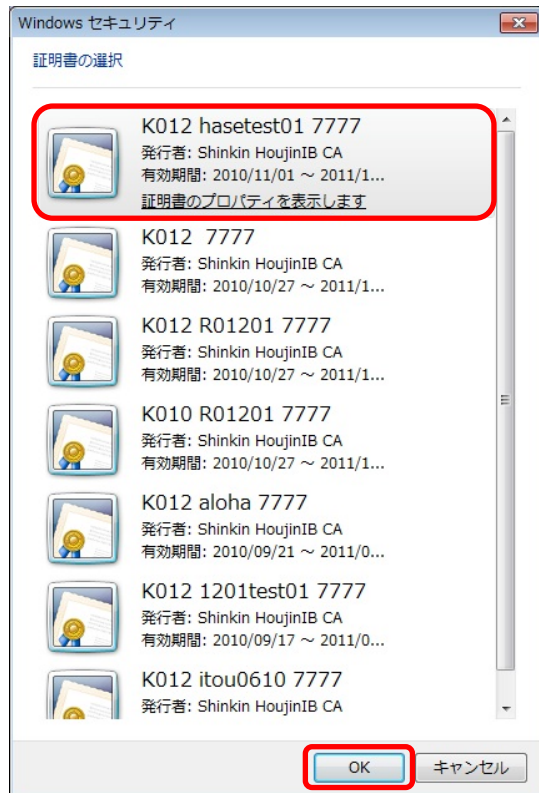 Windows セキュリティ
証明書の選択
K012 hasetest01 7777
発行者: Shinkin HoujinIB CA
有効期間: 2010/11/01 ～ 2011/1...
証明書のプロパティを表示します
K012  7777
発行者: Shinkin HoujinIB CA
有効期間: 2010/10/27 ～ 2011/1...
K012 R01201 7777
発行者: Shinkin HoujinIB CA
有効期間: 2010/10/27 ～ 2011/1...
K010 R01201 7777
発行者: Shinkin HoujinIB CA
有効期間: 2010/10/27 ～ 2011/1...
K012 aloha 7777
発行者: Shinkin HoujinIB CA
有効期間: 2010/09/21 ～ 2011/0...
K012 1201test01 7777
発行者: Shinkin HoujinIB CA
有効期間: 2010/09/17 ～ 2011/0...
K012 itou0610 7777
発行者: Shinkin HoujinIB CA
OK キャンセル